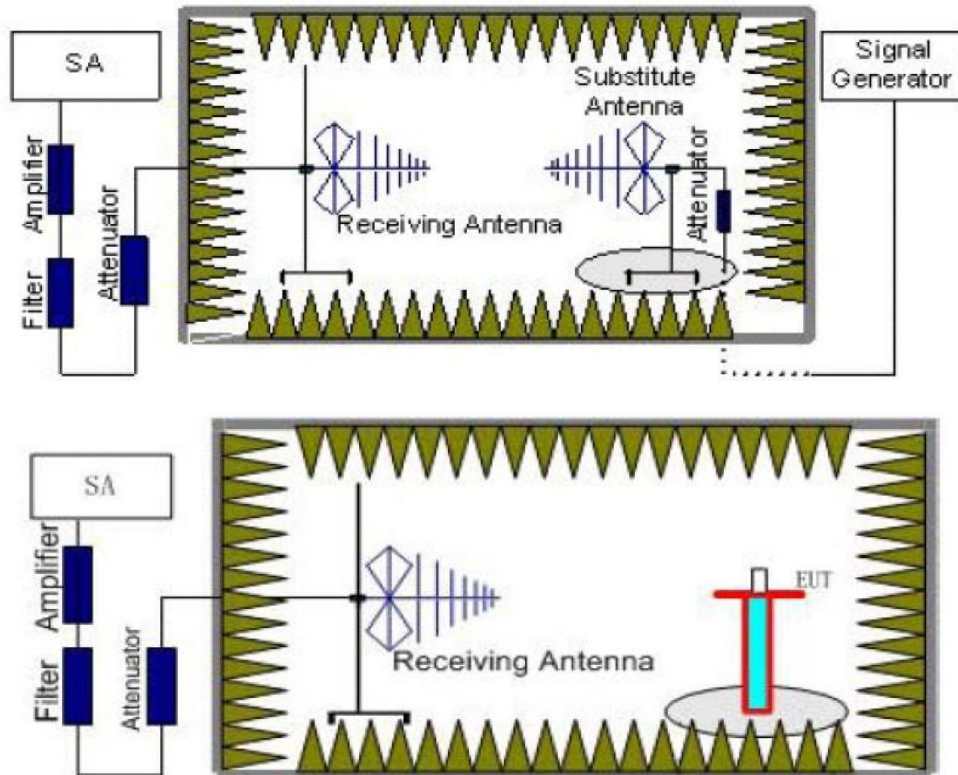 SA
Signal
Generator
Substitute
Antenna
Amplifier
Attenuator
Filter
Receiving Antenna
Attenuator
SA
Amplifier
Filter
Attenuator
Receiving Antenna
EUT